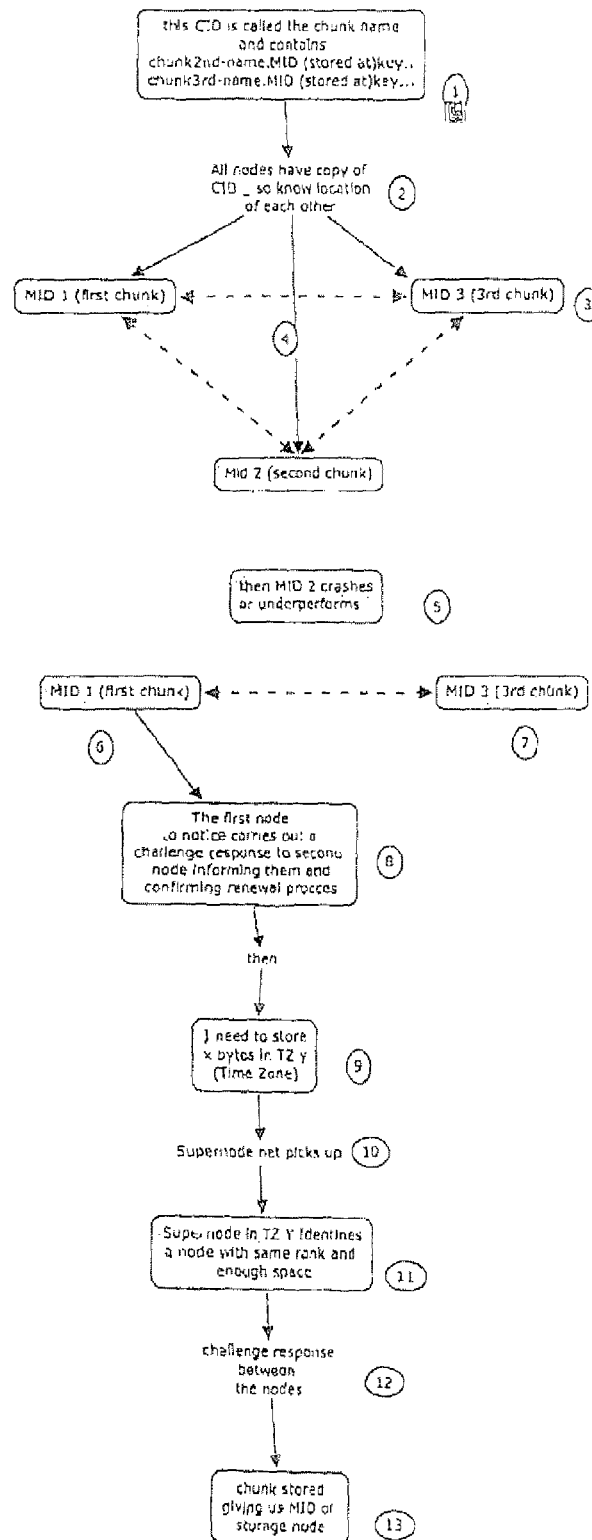 this CID is called the chunk name
and contains
chunk2nd-name.MID (stored at)key...
chunk3rd-name.MID (stored at)key...
1
All nodes have copy of
CID _ so know location
of each other
2
MID 1 (first chunk)
MID 3 (3rd chunk)
3
4
Mid 2 (second chunk)
then MID 2 crashes
or underperforms
5
MID 1 (first chunk)
MID 3 (3rd chunk)
6
7
The first node
to notice carries out a
challenge response to second
node informing them and
confirming renewal procces
8
then
I need to store
x bytes in TZ y
(Time Zone)
9
Supernode net picks up
10
Supernode in TZ Y identifies
a node with same rank and
enough space
11
challenge response
between
the nodes
12
chunk stored
giving us MID of
storage node
13